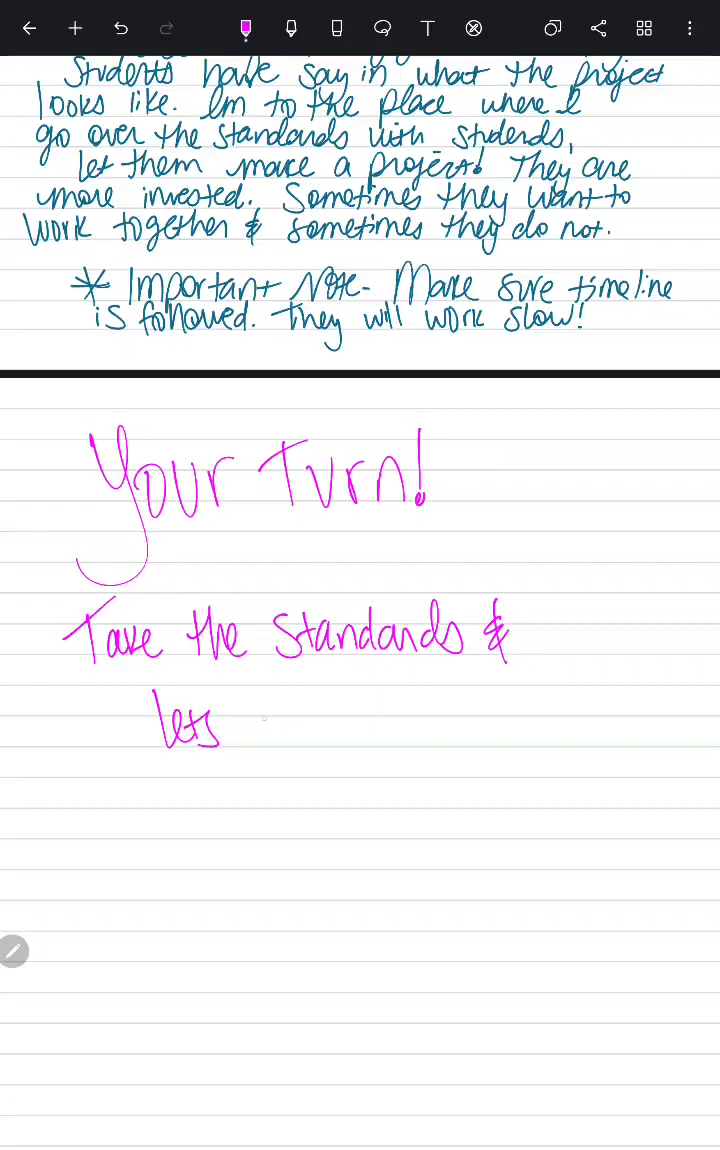 Students have say in what the project
looks like. Im to the place where I
go over the standards with students,
let them make a project! They are
more invested. Sometimes they want to
work together & sometimes they do not.
* Important Note- Make sure timeline
is followed. They will work slow!
Your Turn!
Take the Standards &
lets